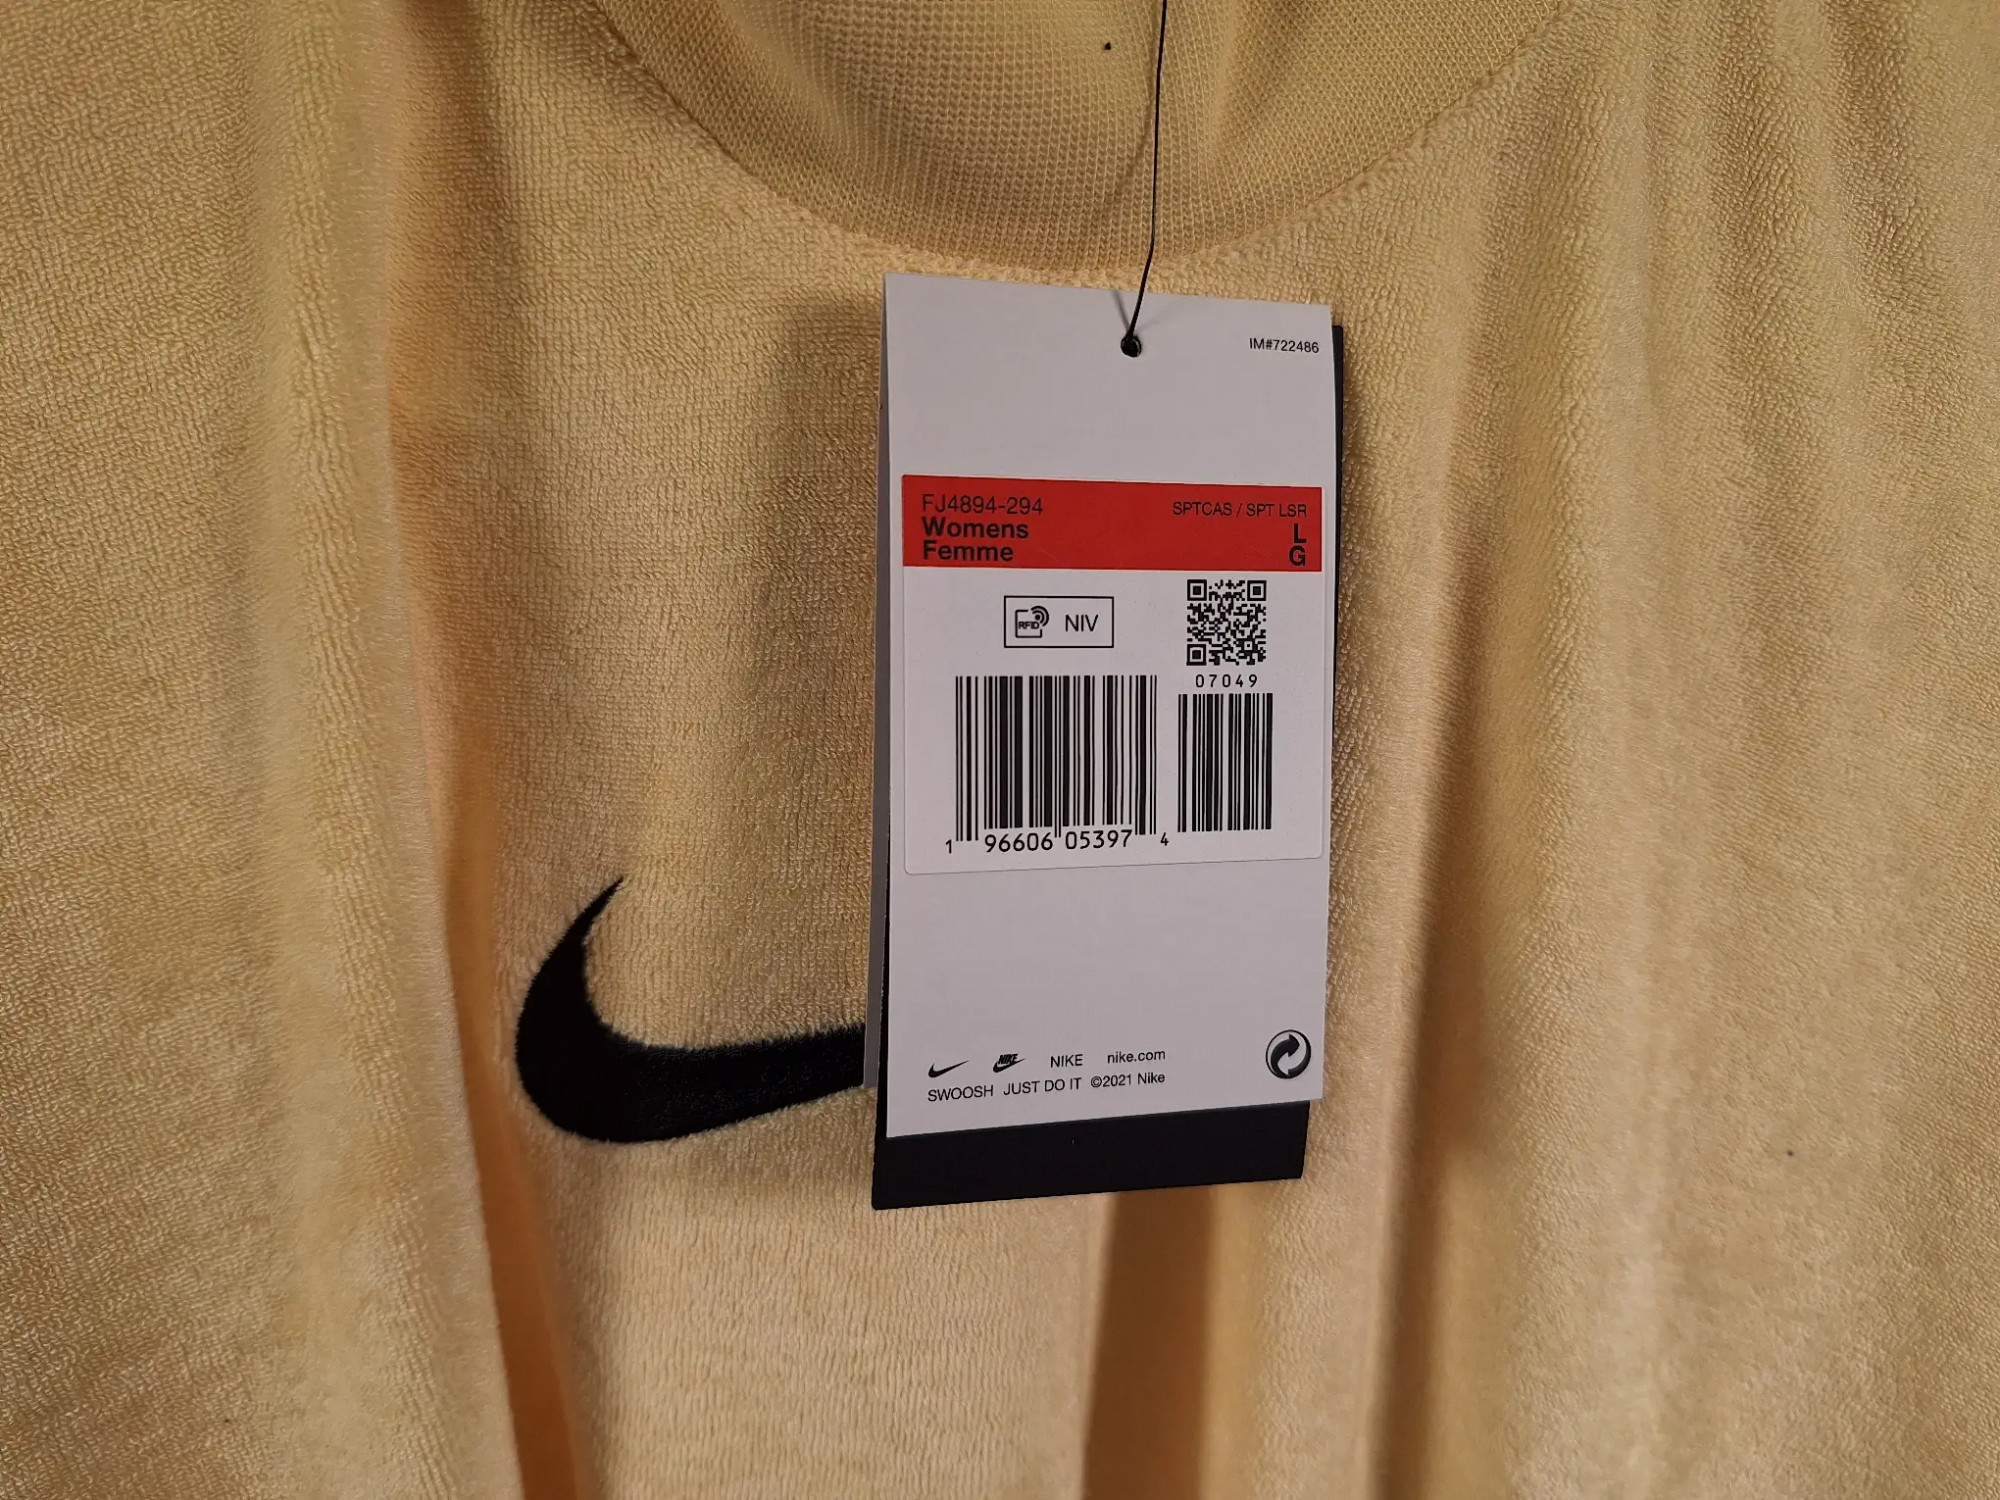 IM#722486
FJ4894-294
SPTCAS / SPT LSR
Womens
L
Femme
G
RFID NIV
07049
1 96606 05397 4
NIKE NIKE nike.com
SWOOSH JUST DO IT ©2021 Nike